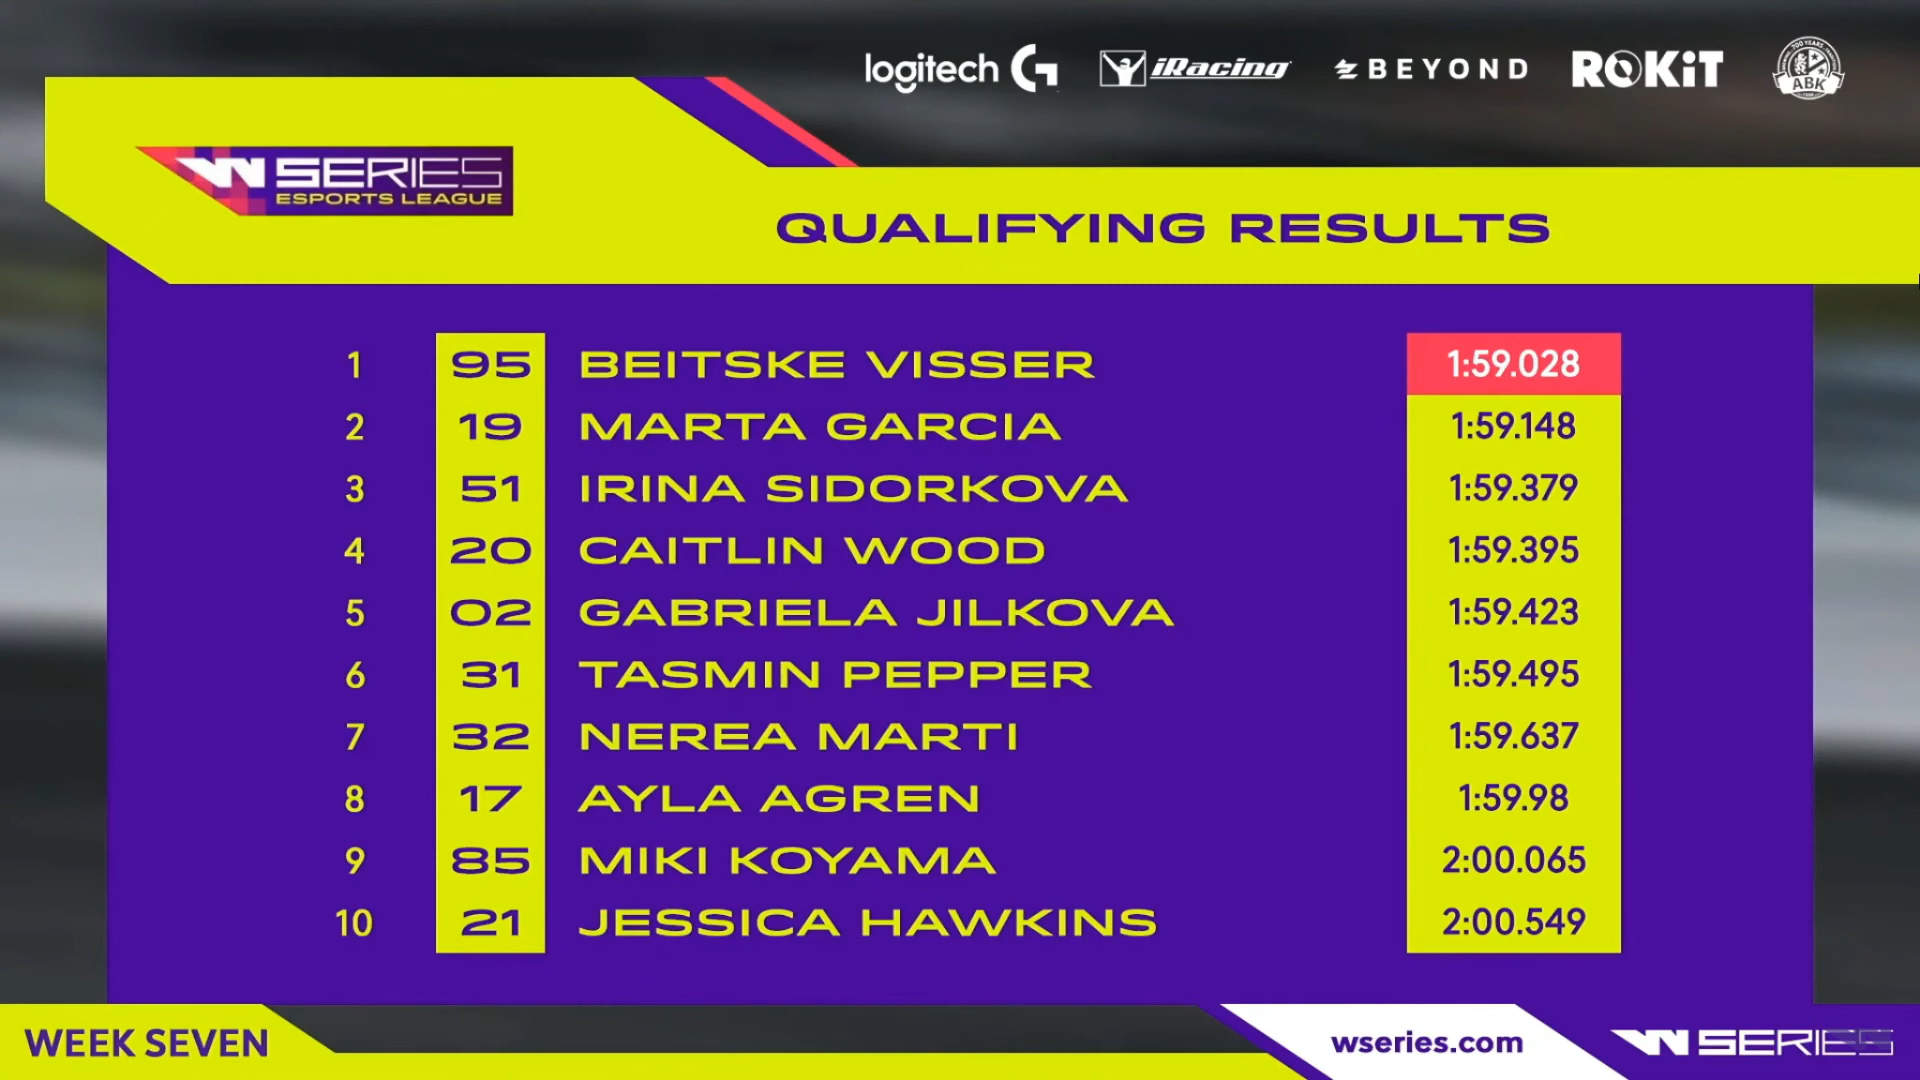 logitech G iRacing BEYOND ROKiT 700 YEARS ABK
W SERIES
ESPORTS LEAGUE
QUALIFYING RESULTS
1 95 BEITSKE VISSER 1:59.028
2 19 MARTA GARCIA 1:59.148
3 51 IRINA SIDORKOVA 1:59.379
4 20 CAITLIN WOOD 1:59.395
5 02 GABRIELA JILKOVA 1:59.423
6 31 TASMIN PEPPER 1:59.495
7 32 NEREA MARTI 1:59.637
8 17 AYLA AGREN 1:59.98
9 85 MIKI KOYAMA 2:00.065
10 21 JESSICA HAWKINS 2:00.549
WEEK SEVEN wseries.com W SERIES